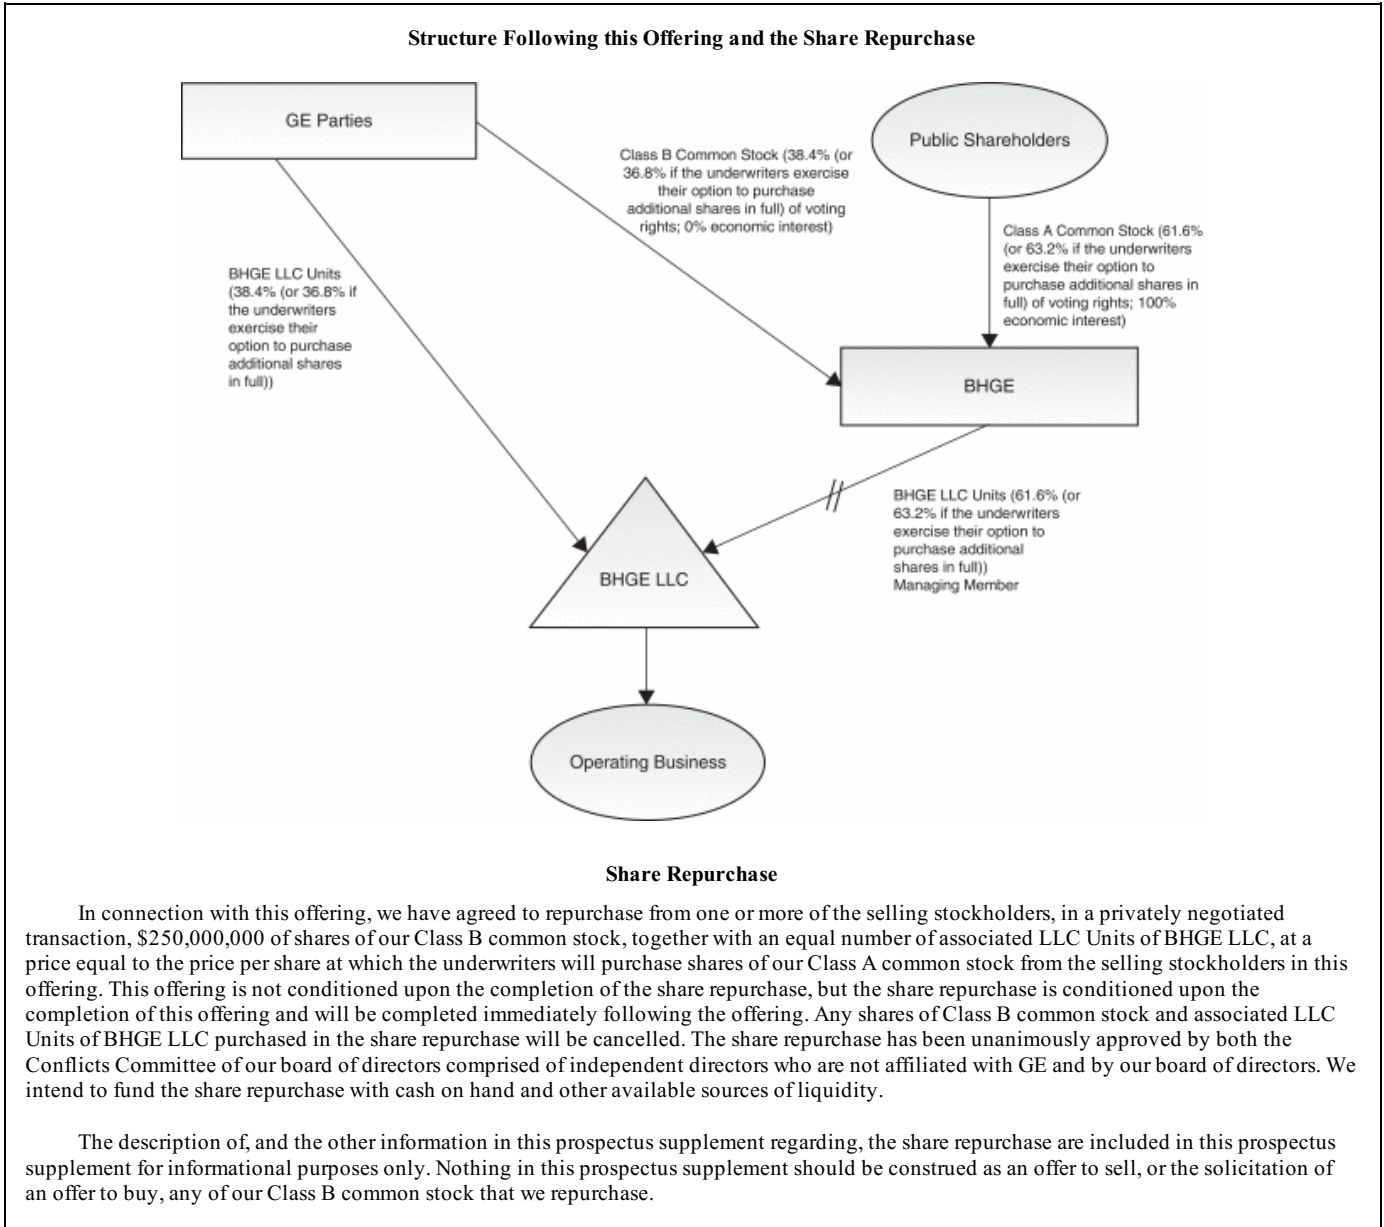 Structure Following this Offering and the Share Repurchase
GE Parties
Public Shareholders
Class B Common Stock (38.4% (or
36.8% if the underwriters exercise
their option to purchase
additional shares in full) of voting
rights; 0% economic interest)
Class A Common Stock (61.6%
(or 63.2% if the underwriters
exercise their option to
purchase additional shares in
full) of voting rights; 100%
economic interest)
BHGE LLC Units
(38.4% (or 36.8% if
the underwriters
exercise their
option to purchase
additional shares
in full))
BHGE
BHGE LLC Units (61.6% (or
63.2% if the underwriters
exercise their option to
purchase additional
shares in full))
Managing Member
BHGE LLC
Operating Business
Share Repurchase
In connection with this offering, we have agreed to repurchase from one or more of the selling stockholders, in a privately negotiated
transaction, $250,000,000 of shares of our Class B common stock, together with an equal number of associated LLC Units of BHGE LLC, at a
price equal to the price per share at which the underwriters will purchase shares of our Class A common stock from the selling stockholders in this
offering. This offering is not conditioned upon the completion of the share repurchase, but the share repurchase is conditioned upon the
completion of this offering and will be completed immediately following the offering. Any shares of Class B common stock and associated LLC
Units of BHGE LLC purchased in the share repurchase will be cancelled. The share repurchase has been unanimously approved by both the
Conflicts Committee of our board of directors comprised of independent directors who are not affiliated with GE and by our board of directors. We
intend to fund the share repurchase with cash on hand and other available sources of liquidity.
The description of, and the other information in this prospectus supplement regarding, the share repurchase are included in this prospectus
supplement for informational purposes only. Nothing in this prospectus supplement should be construed as an offer to sell, or the solicitation of
an offer to buy, any of our Class B common stock that we repurchase.